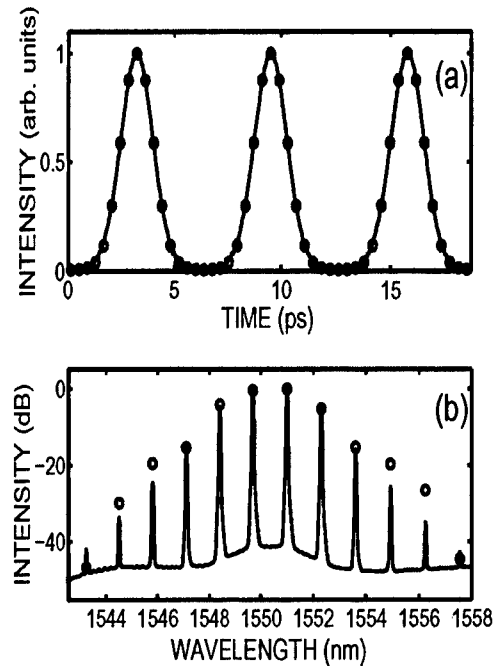 (a)
INTENSITY (arb. units)
1
0.5
0
0 5 10 15
TIME (ps)
(b)
INTENSITY (dB)
0
−20
−40
1544 1546 1548 1550 1552 1554 1556 1558
WAVELENGTH (nm)